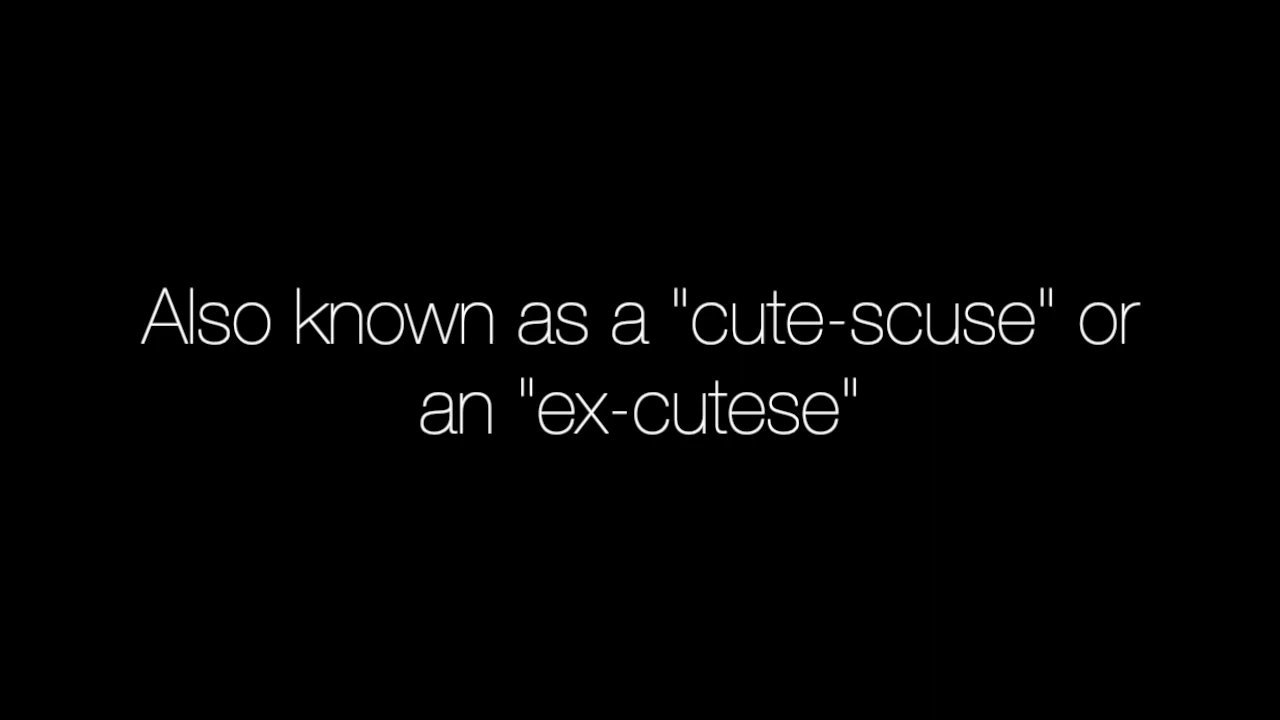 Also known as a "cute-scuse" or
an "ex-cutese"